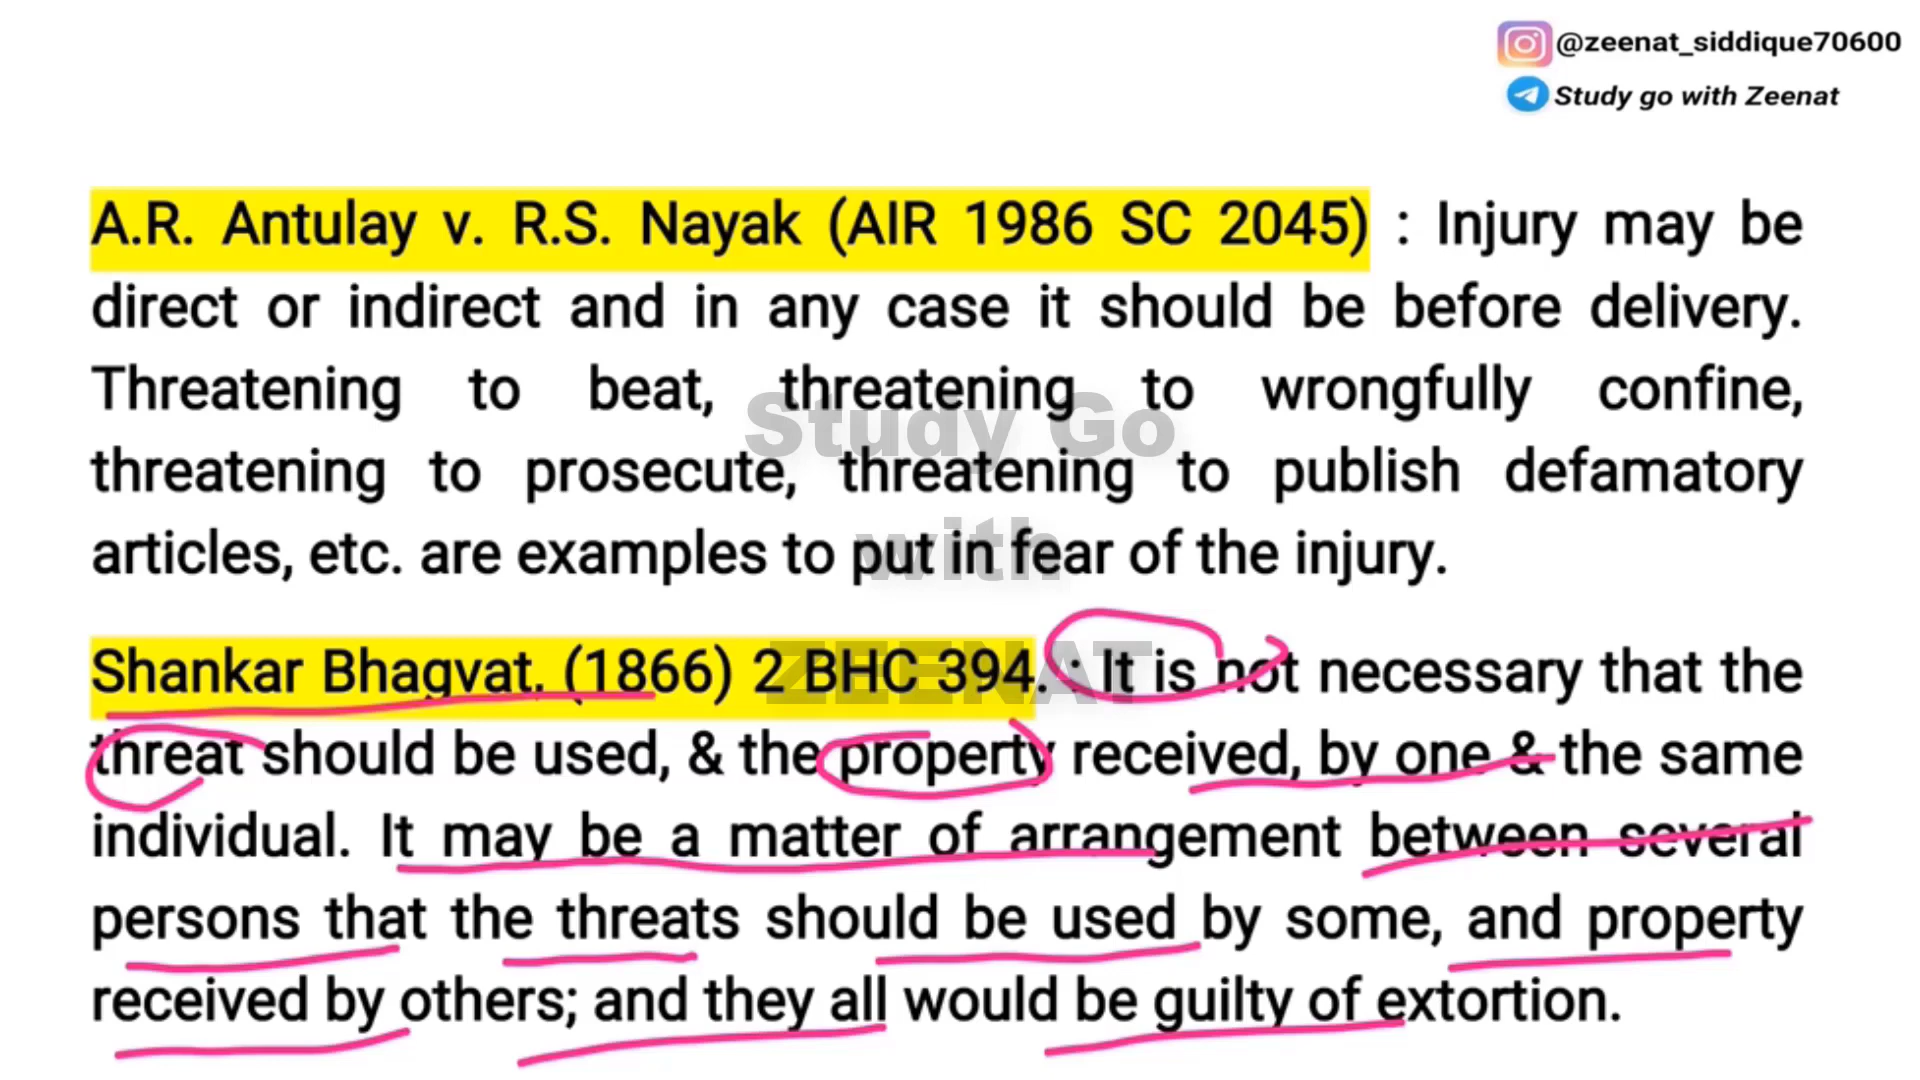 @zeenat_siddique70600
Study go with Zeenat
A.R. Antulay v. R.S. Nayak (AIR 1986 SC 2045) : Injury may be
direct or indirect and in any case it should be before delivery.
Threatening to beat, threatening to wrongfully confine,
threatening to prosecute, threatening to publish defamatory
articles, etc. are examples to put in fear of the injury.
Study Go
with
ZEENAT
Shankar Bhagvat. (1866) 2 BHC 394. : It is not necessary that the
threat should be used, & the property received, by one & the same
individual. It may be a matter of arrangement between several
persons that the threats should be used by some, and property
received by others; and they all would be guilty of extortion.